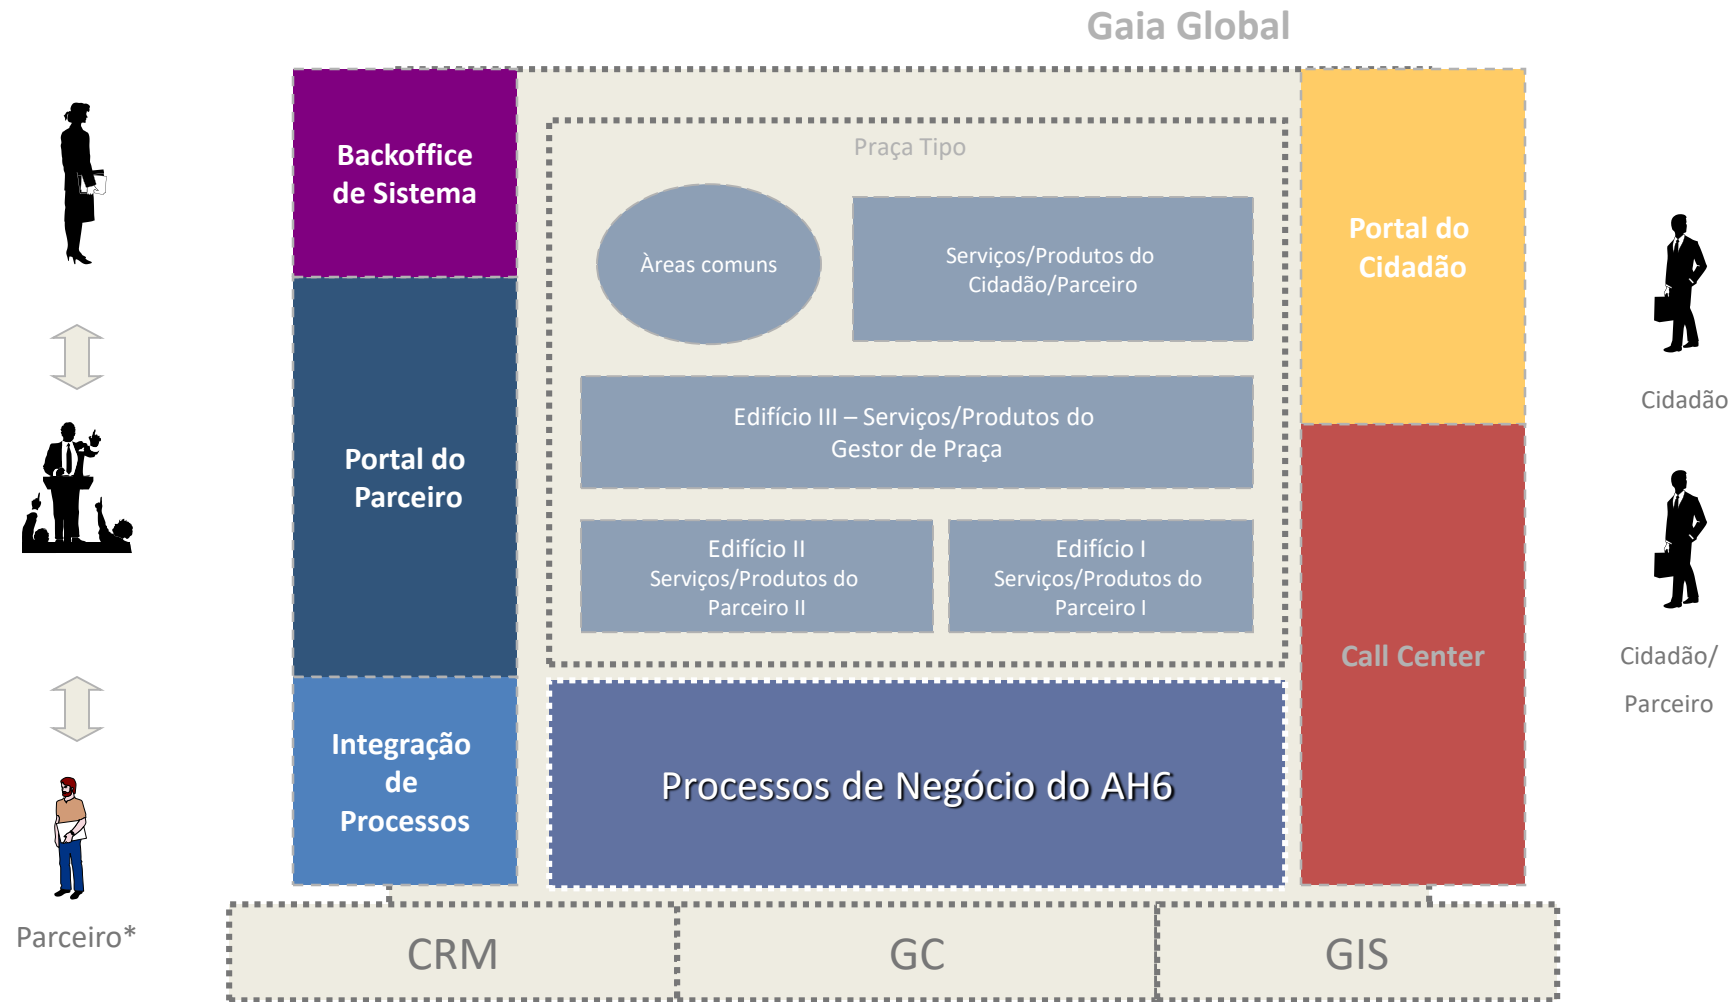 Gaia Global
Backoffice
de Sistema
Portal do
Parceiro
Integração
de
Processos
Praça Tipo
Àreas comuns
Serviços/Produtos do
Cidadão/Parceiro
Edifício III – Serviços/Produtos do
Gestor de Praça
Edifício II
Serviços/Produtos do
Parceiro II
Edifício I
Serviços/Produtos do
Parceiro I
Processos de Negócio do AH6
Portal do
Cidadão
Call Center
Cidadão
Cidadão/
Parceiro
Parceiro*
CRM
GC
GIS